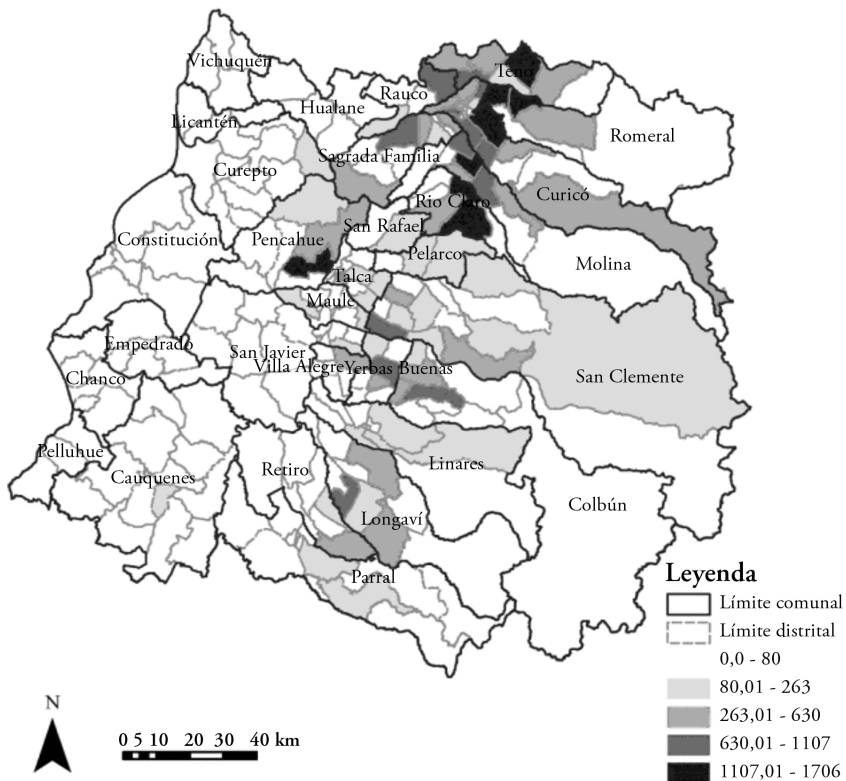 Vichuquén
Teno
Rauco
Hualane
Licantén
Romeral
Sagrada Familia
Curepto
Curicó
Rio Claro
San Rafael
Constitución
Pencahue
Pelarco
Molina
Talca
Maule
Empedrado
San Javier
Villa Alegre
Yerbas Buenas
San Clemente
Chanco
Pelluhue
Cauquenes
Retiro
Linares
Colbún
Longaví
Parral
Leyenda
Límite comunal
Límite distrital
0,0 - 80
80,01 - 263
263,01 - 630
630,01 - 1107
1107,01 - 1706
N
0 5 10 20 30 40 km